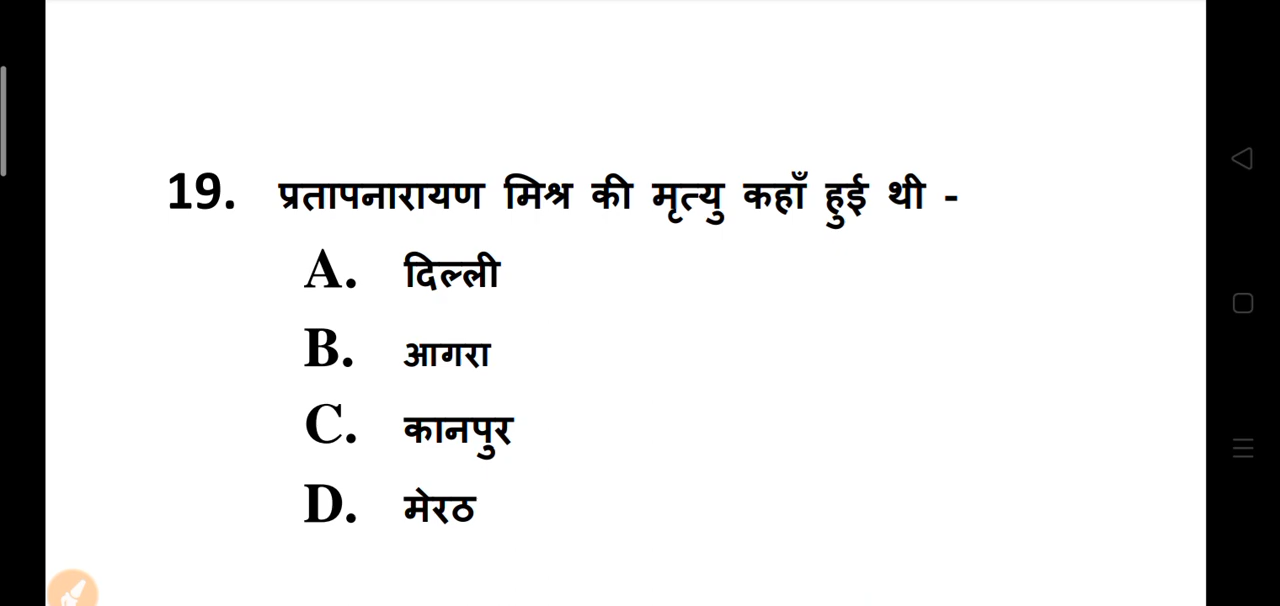 19. प्रतापनारायण मिश्र की मृत्यु कहाँ हुई थी -
A. दिल्ली
B. आगरा
C. कानपुर
D. मेरठ